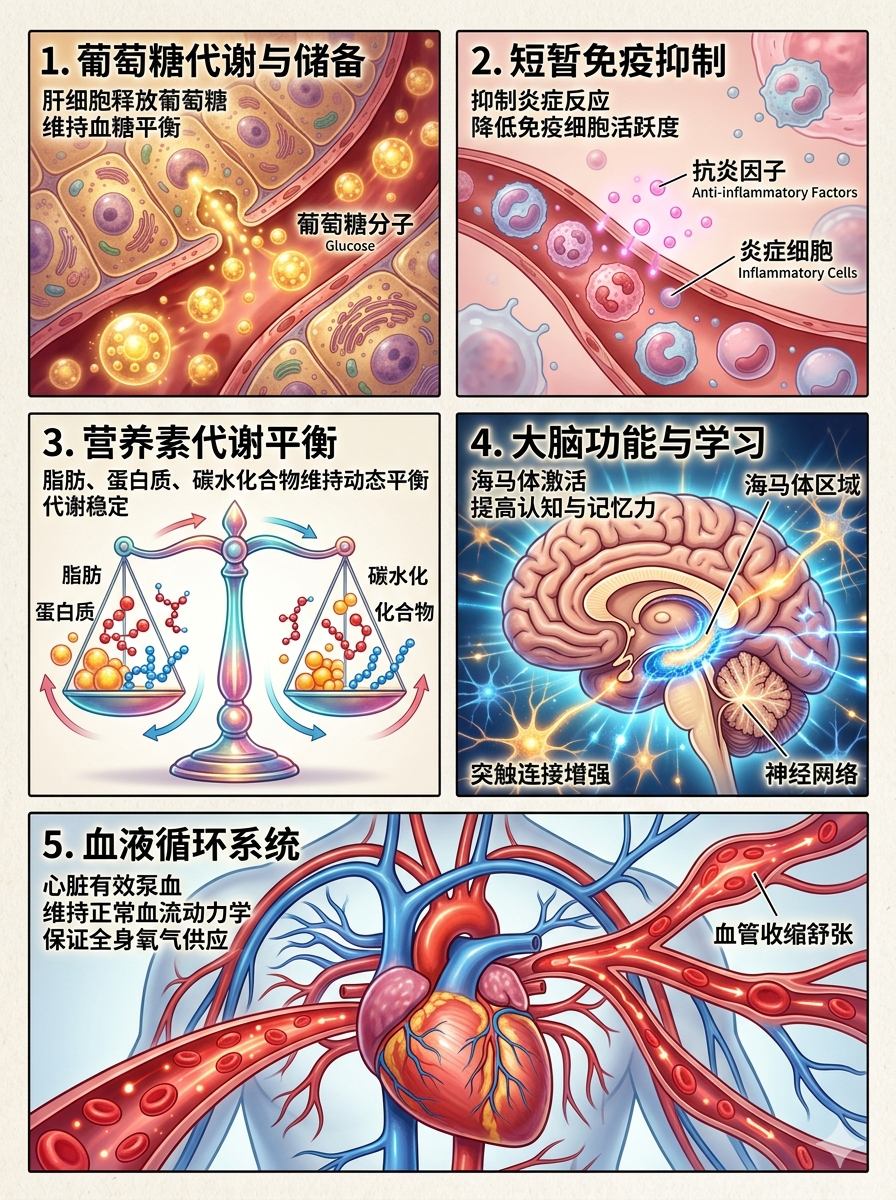 1. 葡萄糖代谢与储备
肝细胞释放葡萄糖
维持血糖平衡
葡萄糖分子
Glucose
2. 短暂免疫抑制
抑制炎症反应
降低免疫细胞活跃度
抗炎因子
Anti-inflammatory Factors
炎症细胞
Inflammatory Cells
3. 营养素代谢平衡
脂肪、蛋白质、碳水化合物维持动态平衡
代谢稳定
脂肪
蛋白质
碳水化
化合物
4. 大脑功能与学习
海马体激活
提高认知与记忆力
海马体区域
突触连接增强
神经网络
5. 血液循环系统
心脏有效泵血
维持正常血流动力学
保证全身氧气供应
血管收缩舒张